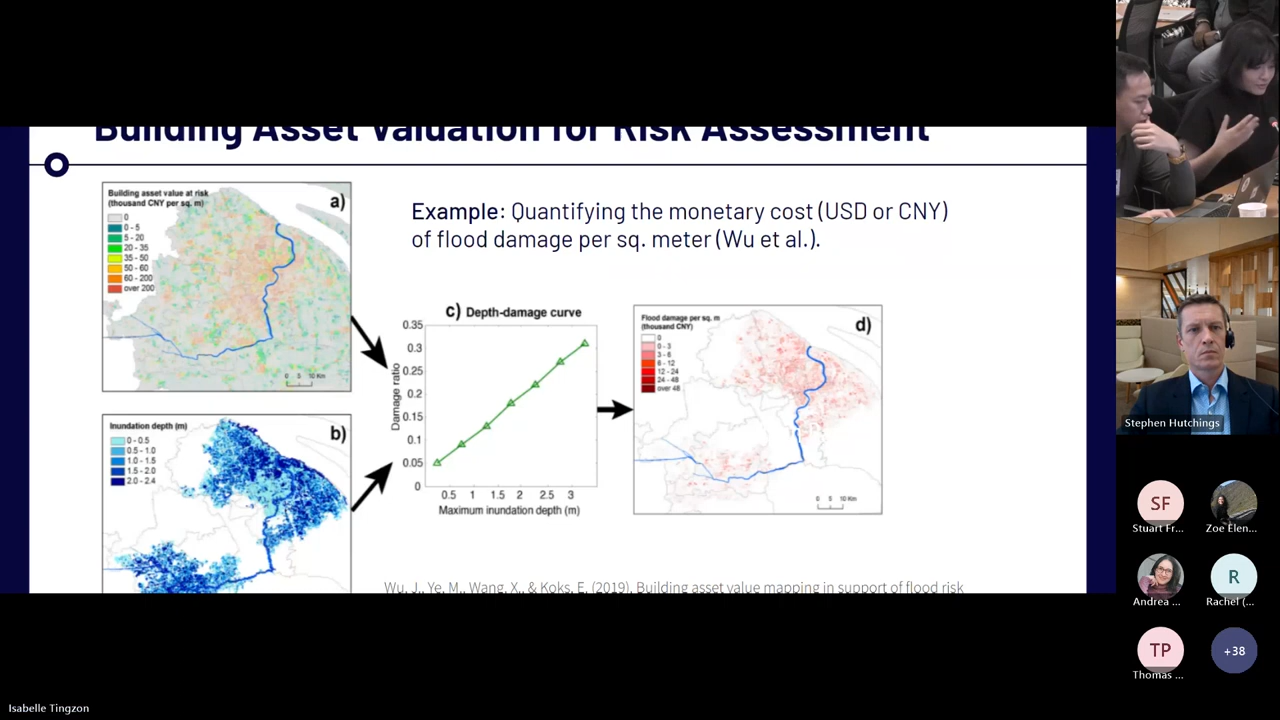 Building Asset Valuation for Risk Assessment
Building asset value at risk
(thousand CNY per sq. m)
0
0 - 5
5 - 20
20 - 35
35 - 50
50 - 60
60 - 200
over 200
a)
0 5 10 Km
Example: Quantifying the monetary cost (USD or CNY)
of flood damage per sq. meter (Wu et al.).
c) Depth-damage curve
Damage ratio
0.35
0.3
0.25
0.2
0.15
0.1
0.05
0
0.5 1 1.5 2 2.5 3
Maximum inundation depth (m)
Flood damage per sq. m
(thousand CNY)
0
0 - 3
3 - 6
6 - 12
12 - 24
24 - 48
over 48
d)
0 5 10 Km
Inundation depth (m)
0 - 0.5
0.5 - 1.0
1.0 - 1.5
1.5 - 2.0
2.0 - 2.4
b)
Wu, J., Ye, M., Wang, X., & Koks, E. (2019). Building asset value mapping in support of flood risk
Stephen Hutchings
SF
Stuart Fr...
Zoe Elen...
Andrea ...
R
Rachel (...
TP
Thomas ...
+38
Isabelle Tingzon